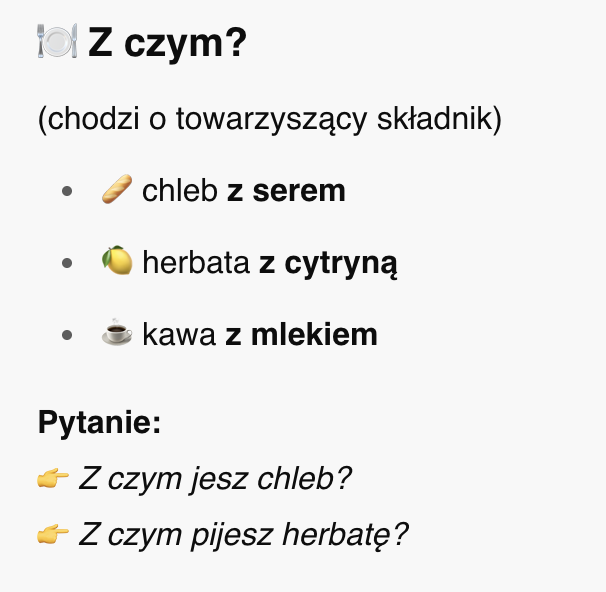 🍽️ Z czym?
(chodzi o towarzyszący składnik)
• 🥖 chleb z serem
• 🍋 herbata z cytryną
• ☕ kawa z mlekiem
Pytanie:
👉 Z czym jesz chleb?
👉 Z czym pijesz herbatę?